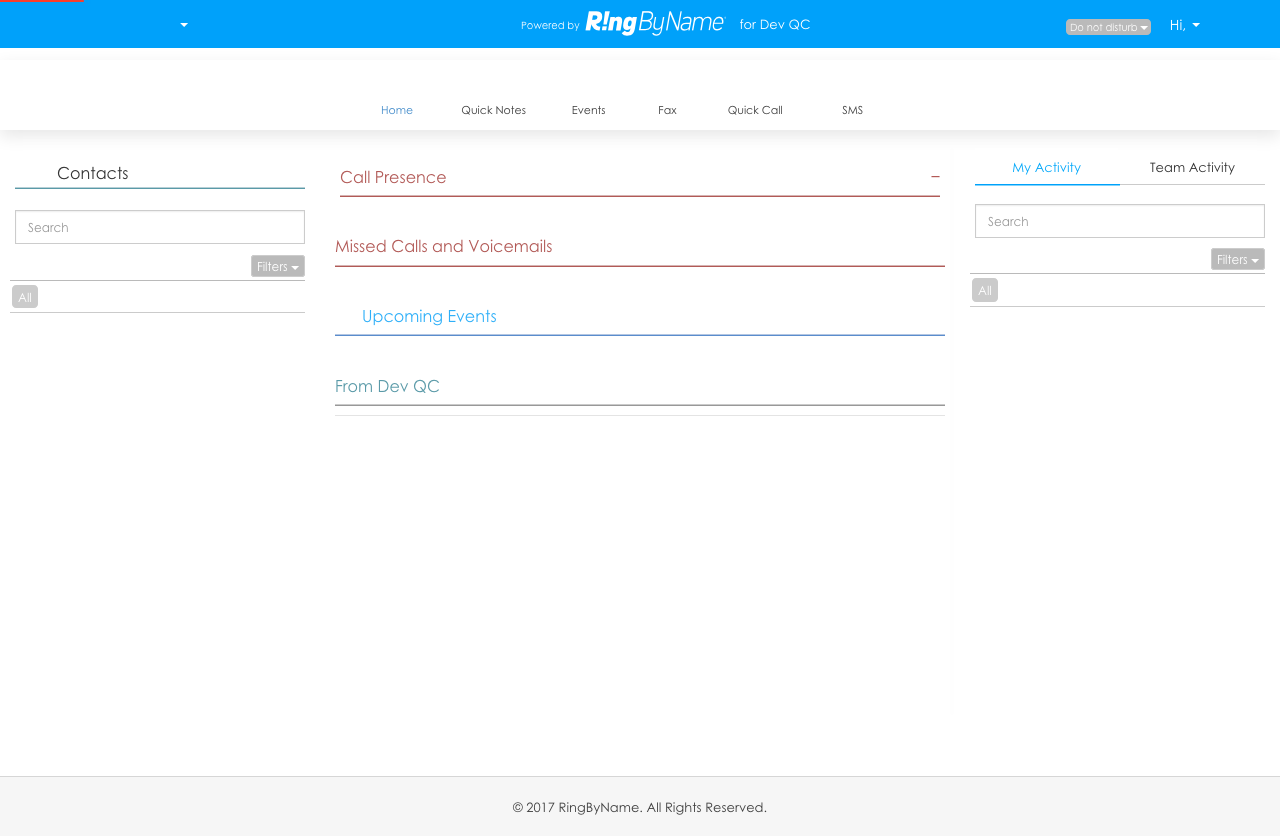 Powered by R!ngByName for Dev QC
Do not disturb
Hi,
Home Quick Notes Events Fax Quick Call SMS
Contacts
Search
Filters
All
Call Presence –
Missed Calls and Voicemails
Upcoming Events
From Dev QC
My Activity Team Activity
Search
Filters
All
© 2017 RingByName. All Rights Reserved.